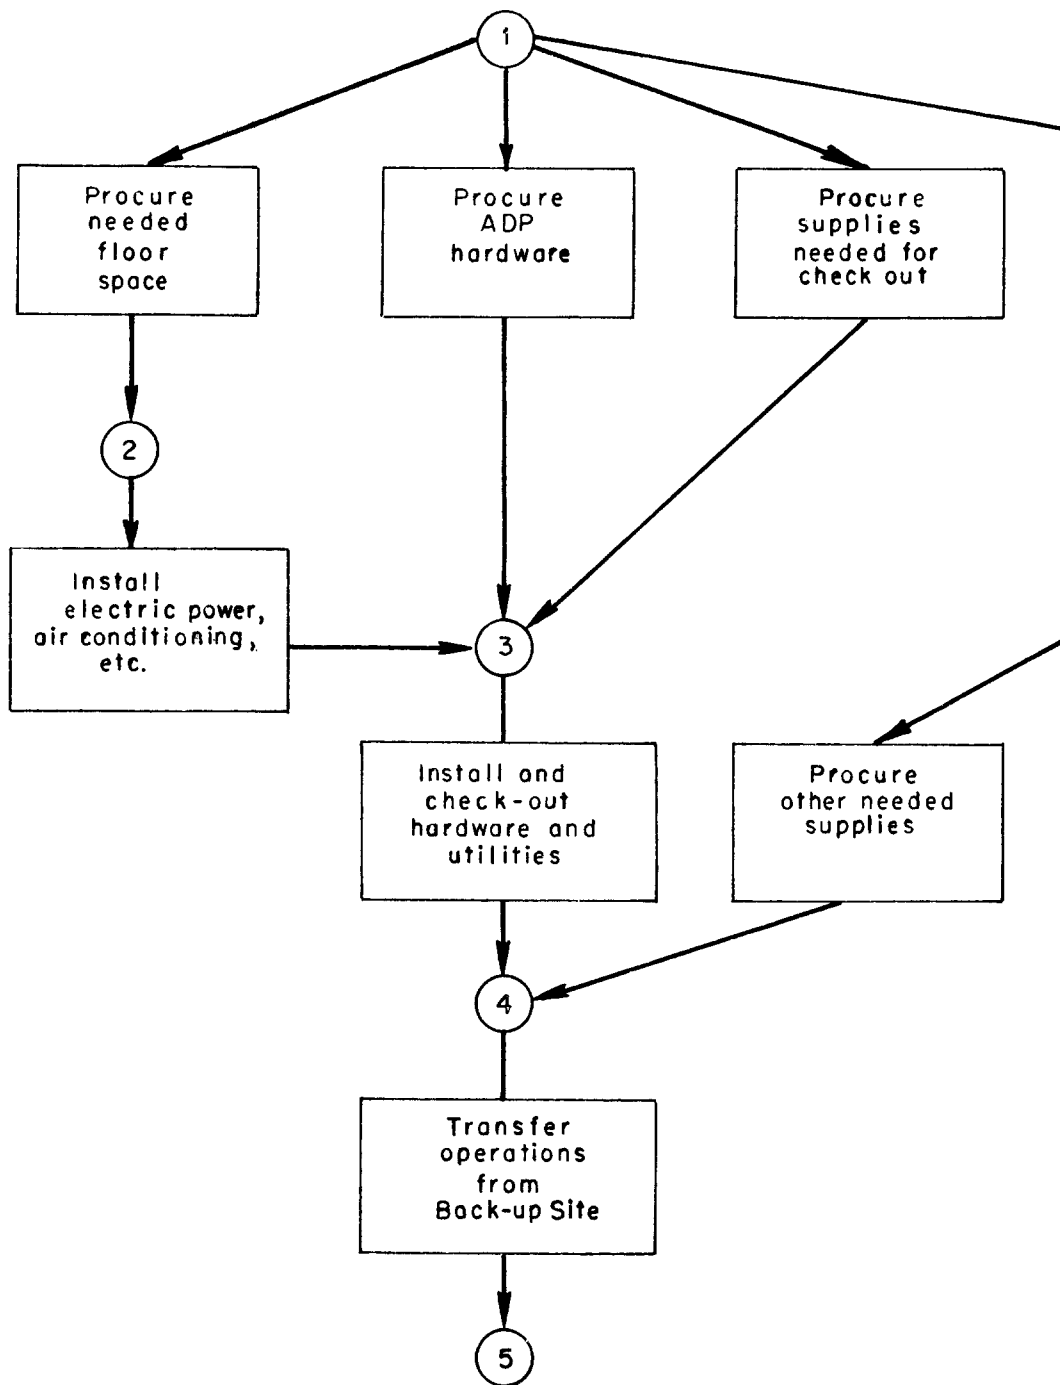 1
Procure
needed
floor
space
Procure
ADP
hardware
Procure
supplies
needed for
check out
2
Install
electric power,
air conditioning,
etc.
3
Install and
check-out
hardware and
utilities
Procure
other needed
supplies
4
Transfer
operations
from
Back-up Site
5